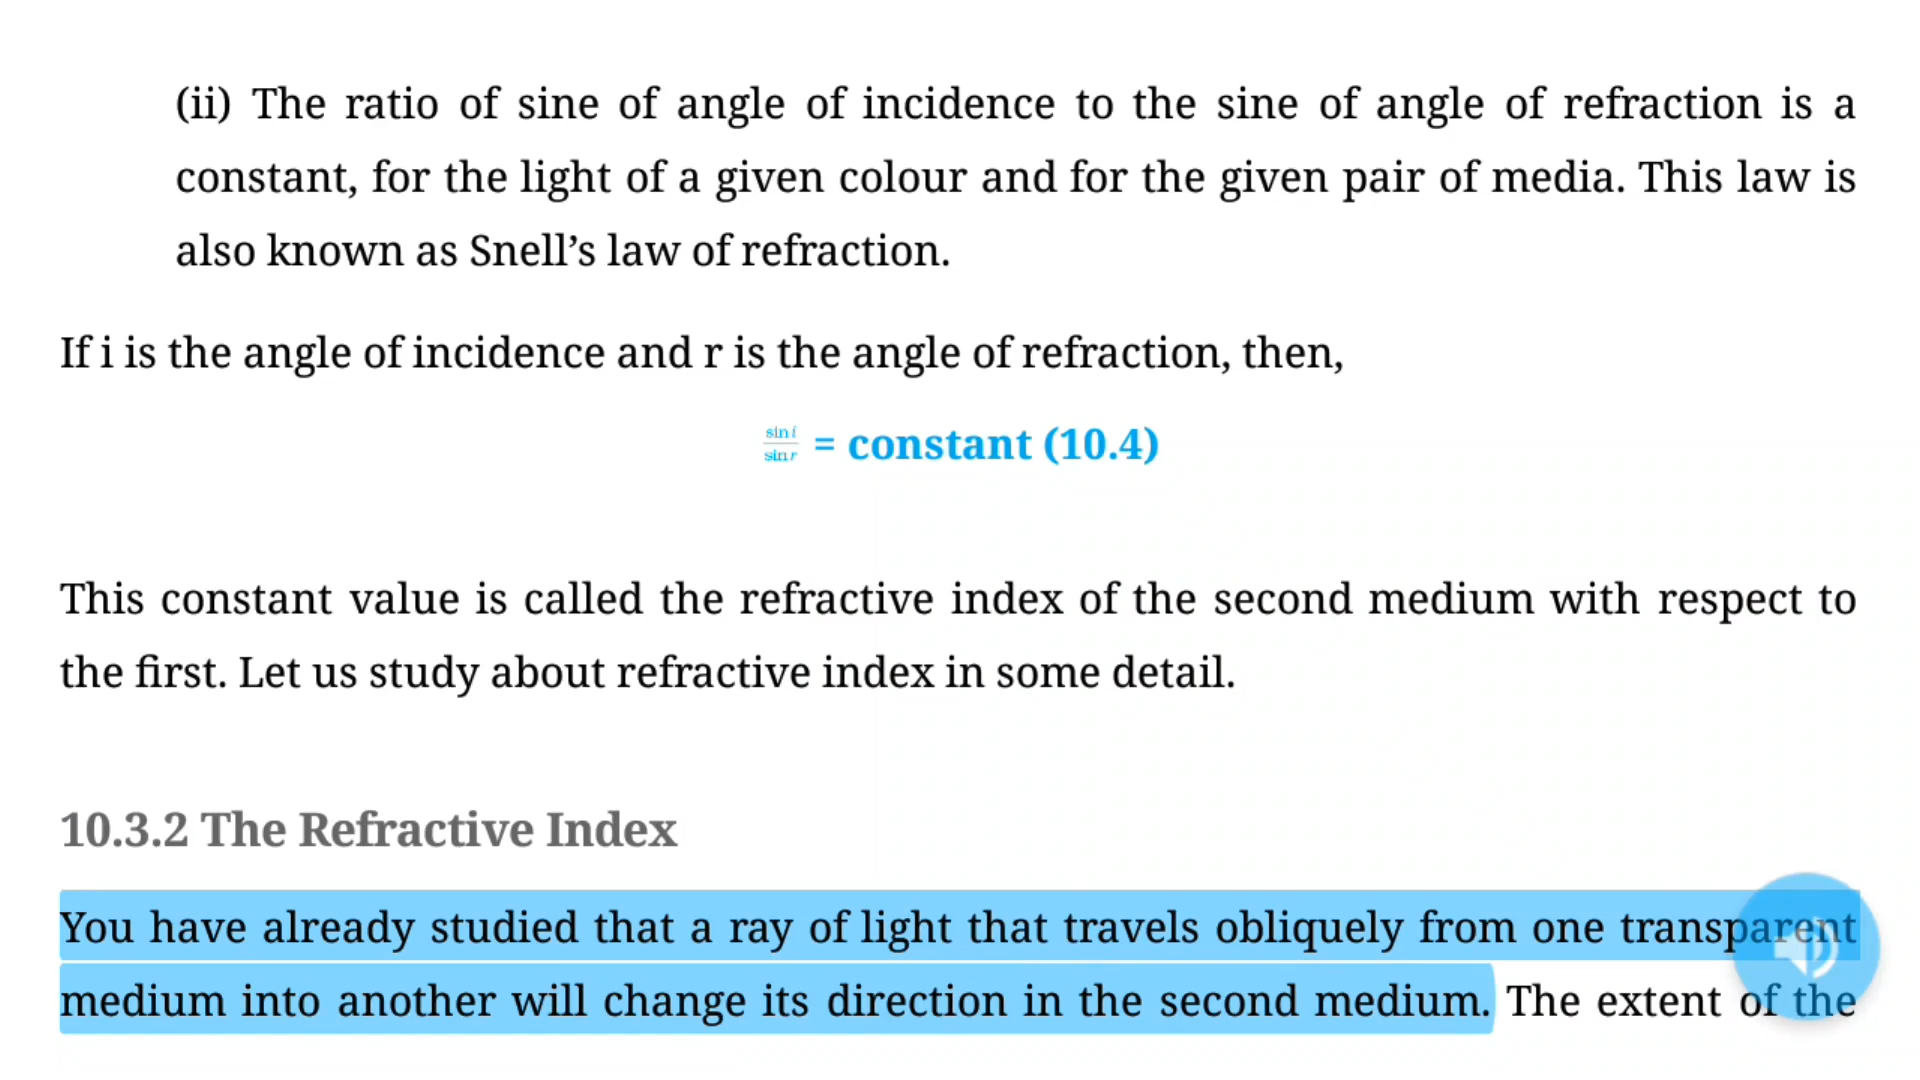 (ii) The ratio of sine of angle of incidence to the sine of angle of refraction is a
constant, for the light of a given colour and for the given pair of media. This law is
also known as Snell’s law of refraction.
If i is the angle of incidence and r is the angle of refraction, then,
sin i / sin r = constant (10.4)
This constant value is called the refractive index of the second medium with respect to
the first. Let us study about refractive index in some detail.
10.3.2 The Refractive Index
You have already studied that a ray of light that travels obliquely from one transparent
medium into another will change its direction in the second medium. The extent of the